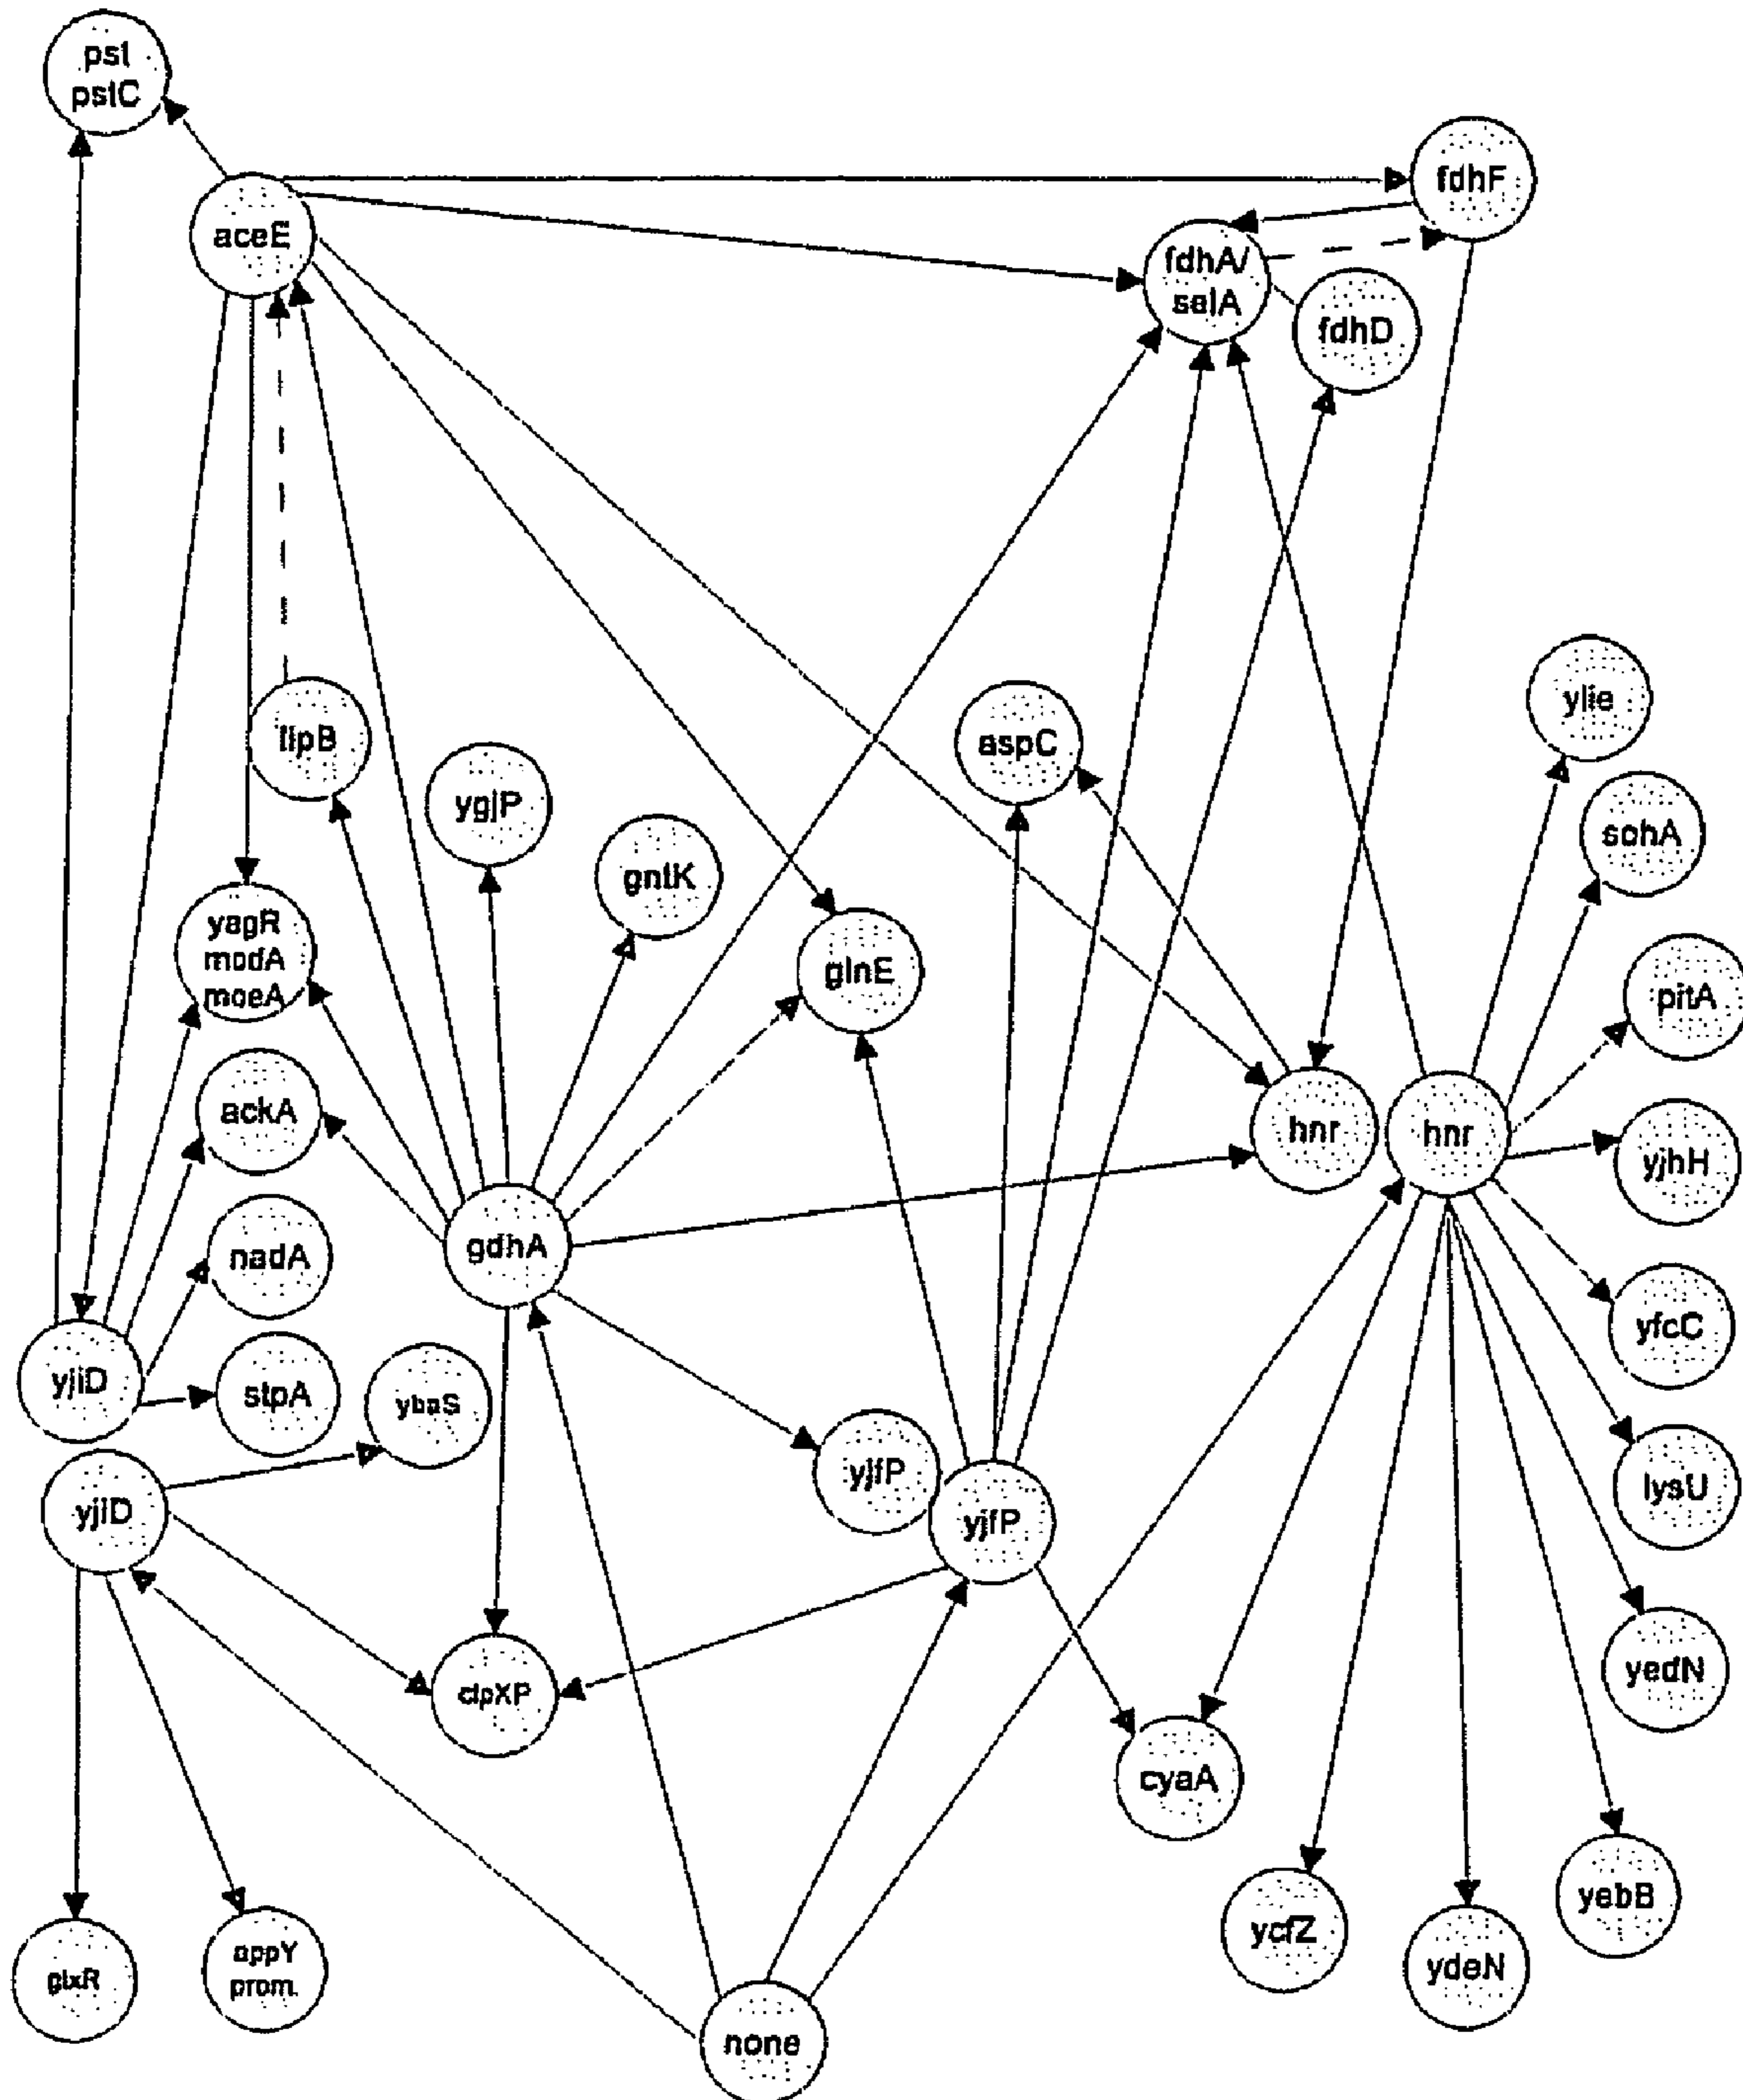 pst
pstC
fdhF
aceE
fdhA/
selA
fdhD
ylie
lipB
aspC
ygjP
sohA
gntK
yagR
modA
moeA
glnE
pitA
ackA
hnr
hnr
yjhH
nadA
gdhA
yfcC
yjiD
stpA
ybaS
yjfP
lysU
yjiD
yjfP
yedN
clpXP
cyaA
yebB
ycfZ
ydeN
glxR
appY
prom.
none